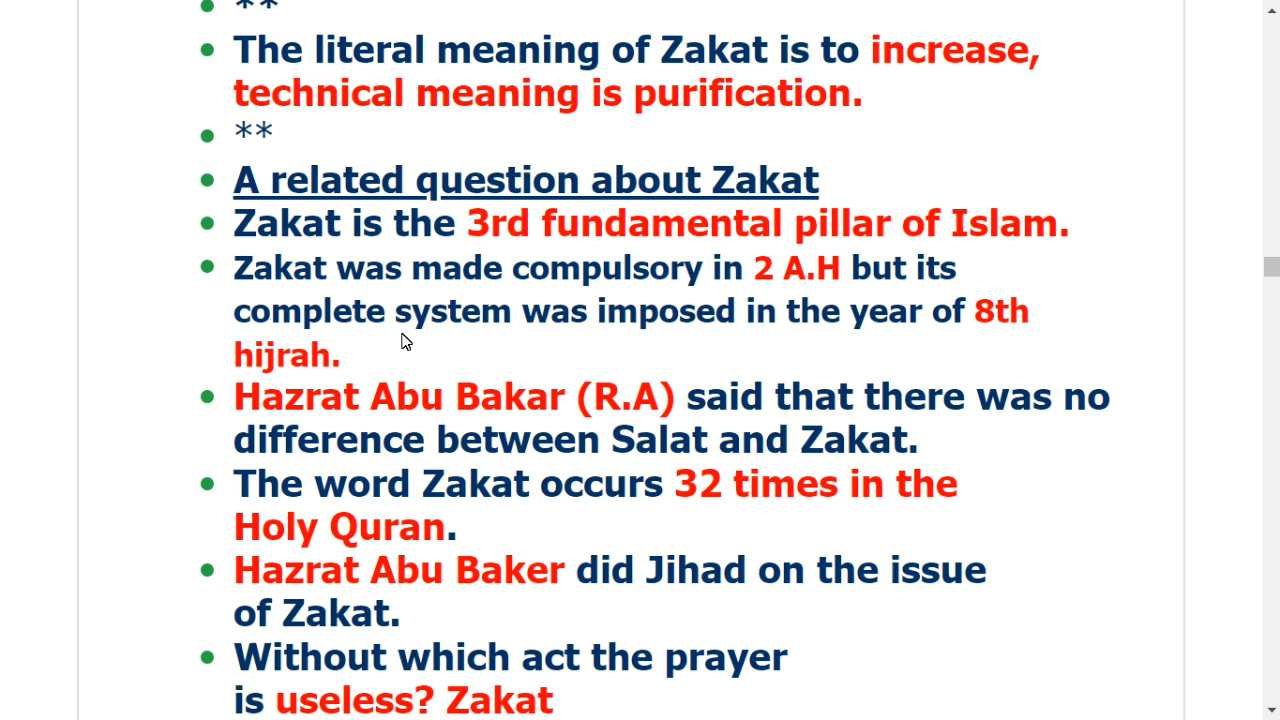 **
The literal meaning of Zakat is to increase,
technical meaning is purification.
**
A related question about Zakat
Zakat is the 3rd fundamental pillar of Islam.
Zakat was made compulsory in 2 A.H but its
complete system was imposed in the year of 8th
hijrah.
Hazrat Abu Bakar (R.A) said that there was no
difference between Salat and Zakat.
The word Zakat occurs 32 times in the
Holy Quran.
Hazrat Abu Baker did Jihad on the issue
of Zakat.
Without which act the prayer
is useless? Zakat